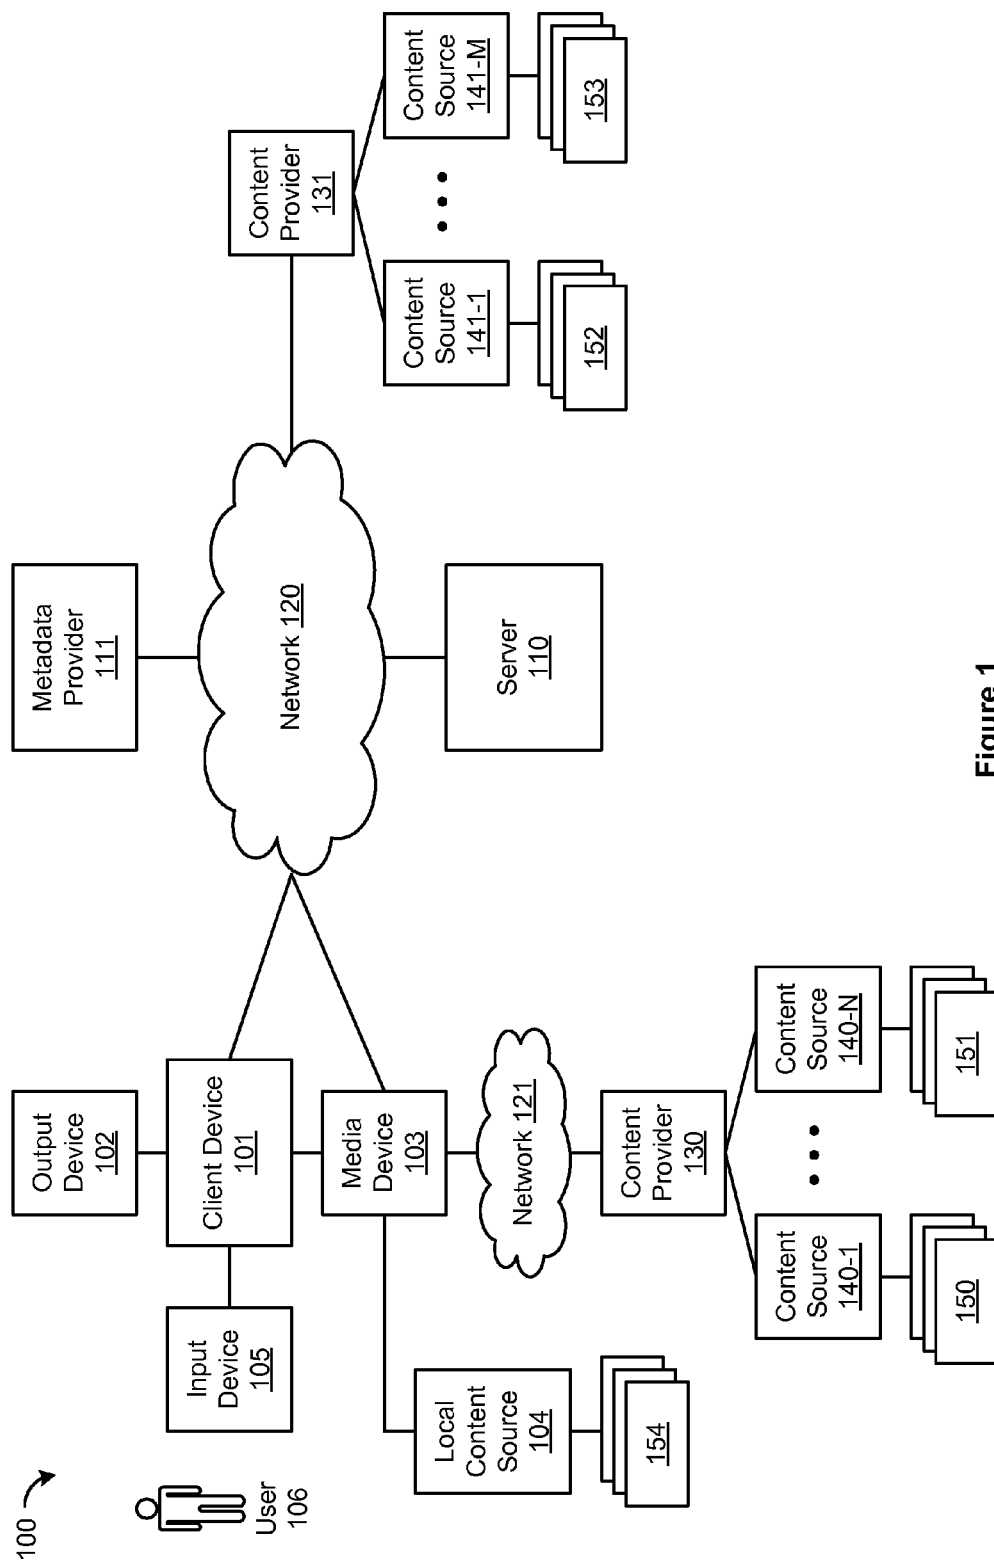 100
User
106
Input
Device
105
Output
Device
102
Client Device
101
Media
Device
103
Local
Content
Source
104
154
Network 121
Content
Provider
130
Content
Source
140-1
150
Content
Source
140-N
151
Metadata
Provider
111
Network 120
Server
110
Content
Provider
131
Content
Source
141-1
152
Content
Source
141-M
153
Figure 1